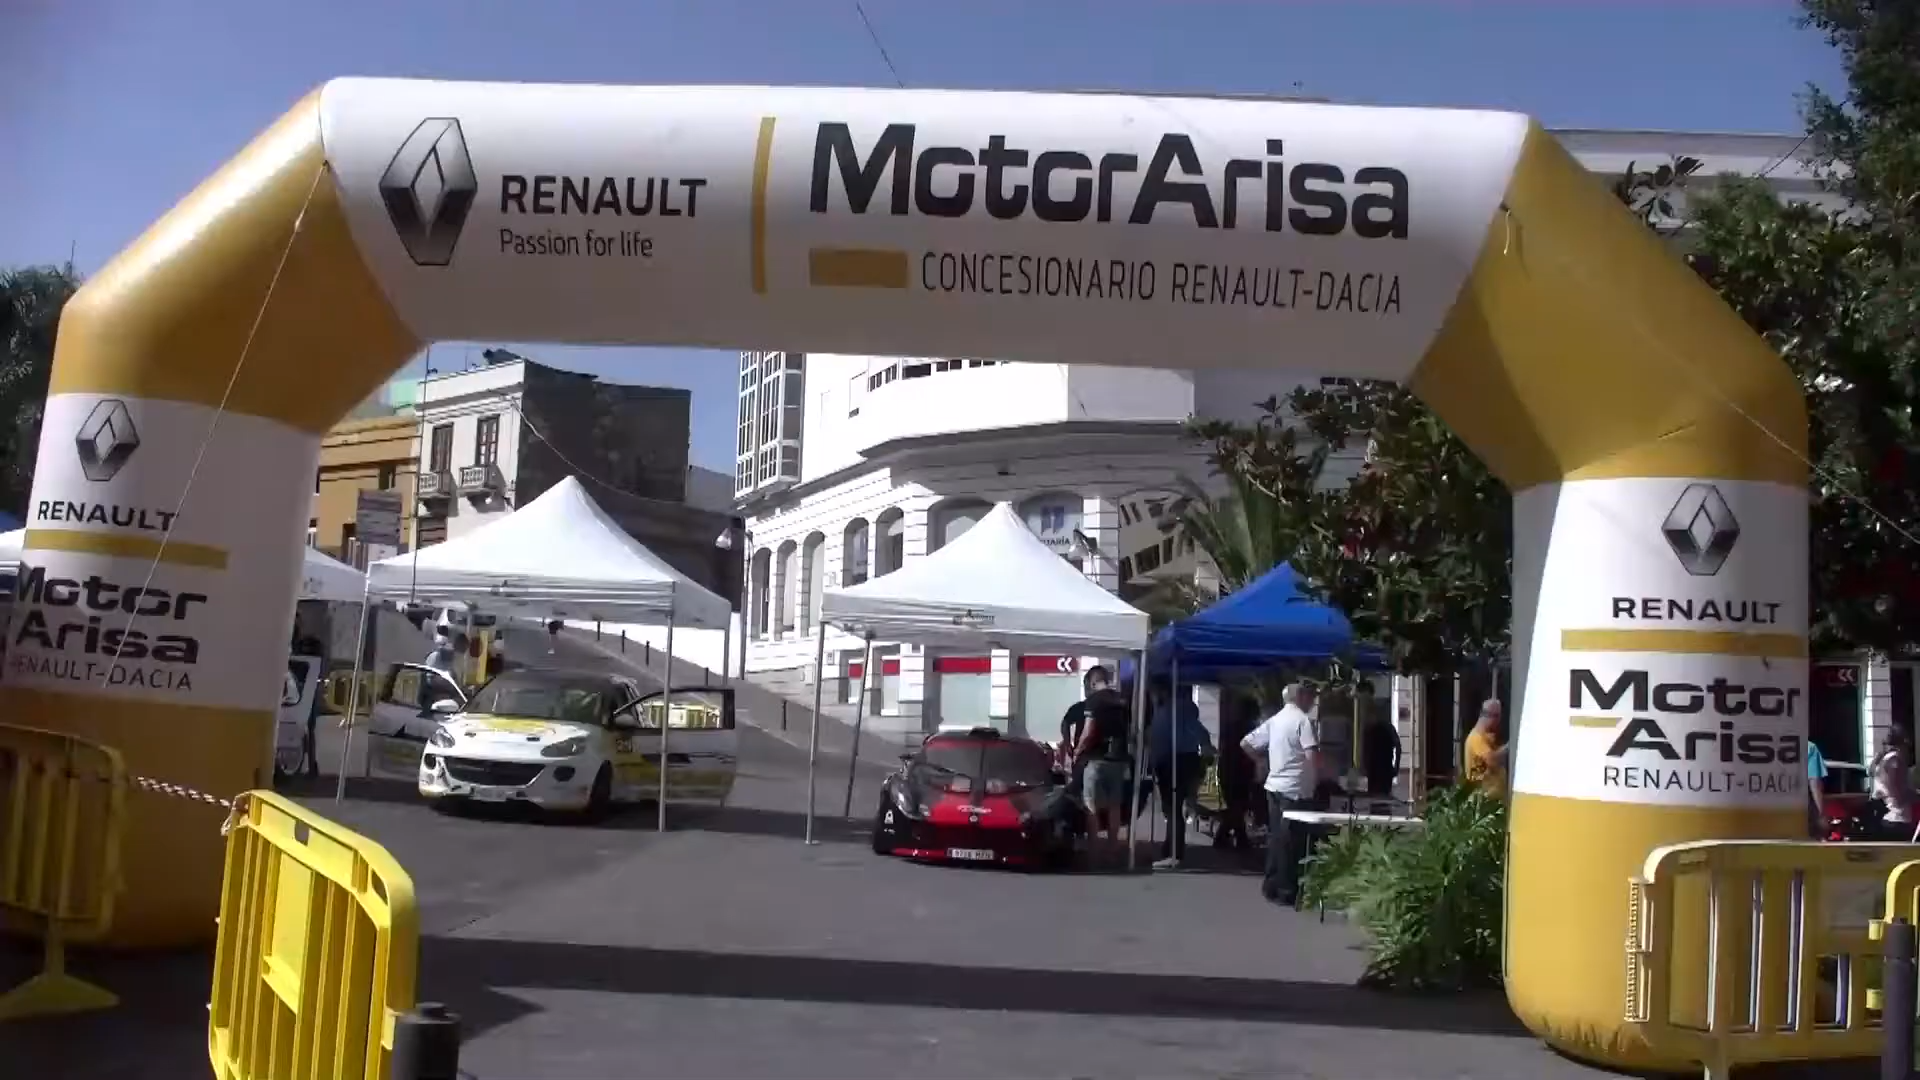 RENAULT
Passion for life
MotorArisa
CONCESIONARIO RENAULT-DACIA
RENAULT
Motor
Arisa
RENAULT-DACIA
RENAULT
Motor
Arisa
RENAULT-DACIA